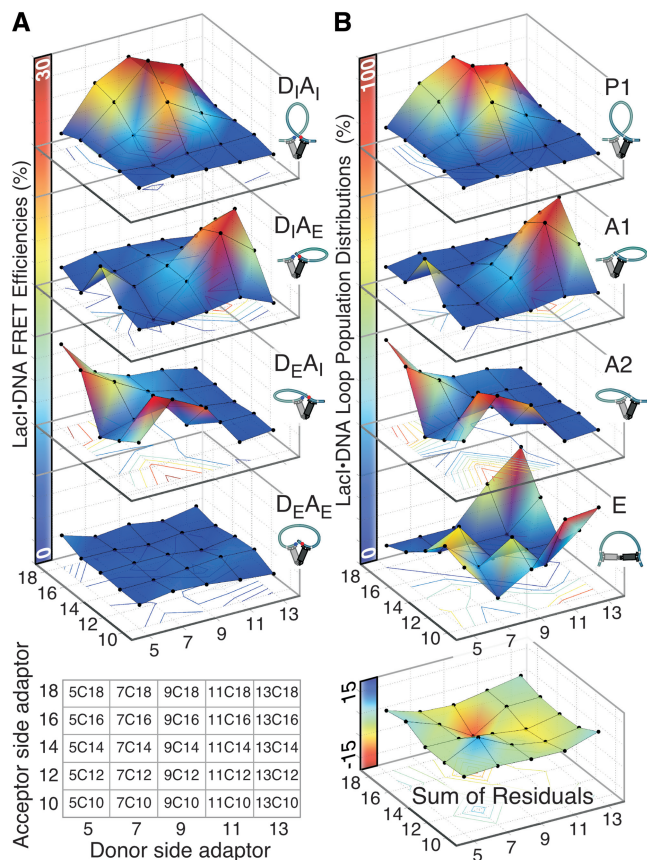 A
B
LacI•DNA FRET Efficiencies (%)
30
0
D_IA_I
D_IA_E
D_EA_I
D_EA_E
18
16
14
12
10
5
7
9
11
13
LacI•DNA Loop Population Distributions (%)
100
0
P1
A1
A2
E
18
16
14
12
10
5
7
9
11
13
Acceptor side adaptor
18 5C18 7C18 9C18 11C18 13C18
16 5C16 7C16 9C16 11C16 13C16
14 5C14 7C14 9C14 11C14 13C14
12 5C12 7C12 9C12 11C12 13C12
10 5C10 7C10 9C10 11C10 13C10
5 7 9 11 13
Donor side adaptor
15
-15
Sum of Residuals
18
16
14
12
10
5
7
9
11
13